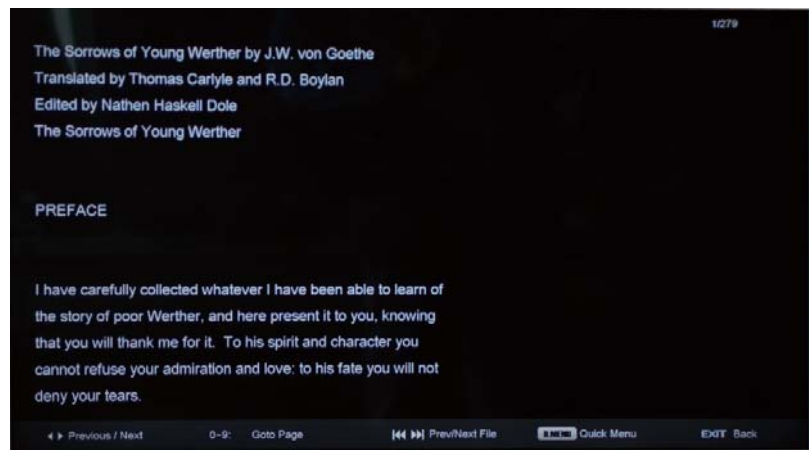 1/279
The Sorrows of Young Werther by J.W. von Goethe
Translated by Thomas Carlyle and R.D. Boylan
Edited by Nathen Haskell Dole
The Sorrows of Young Werther
PREFACE
I have carefully collected whatever I have been able to learn of
the story of poor Werther, and here present it to you, knowing
that you will thank me for it. To his spirit and character you
cannot refuse your admiration and love: to his fate you will not
deny your tears.
Previous / Next 0-9: Goto Page Prev/Next File Quick Menu EXIT Back